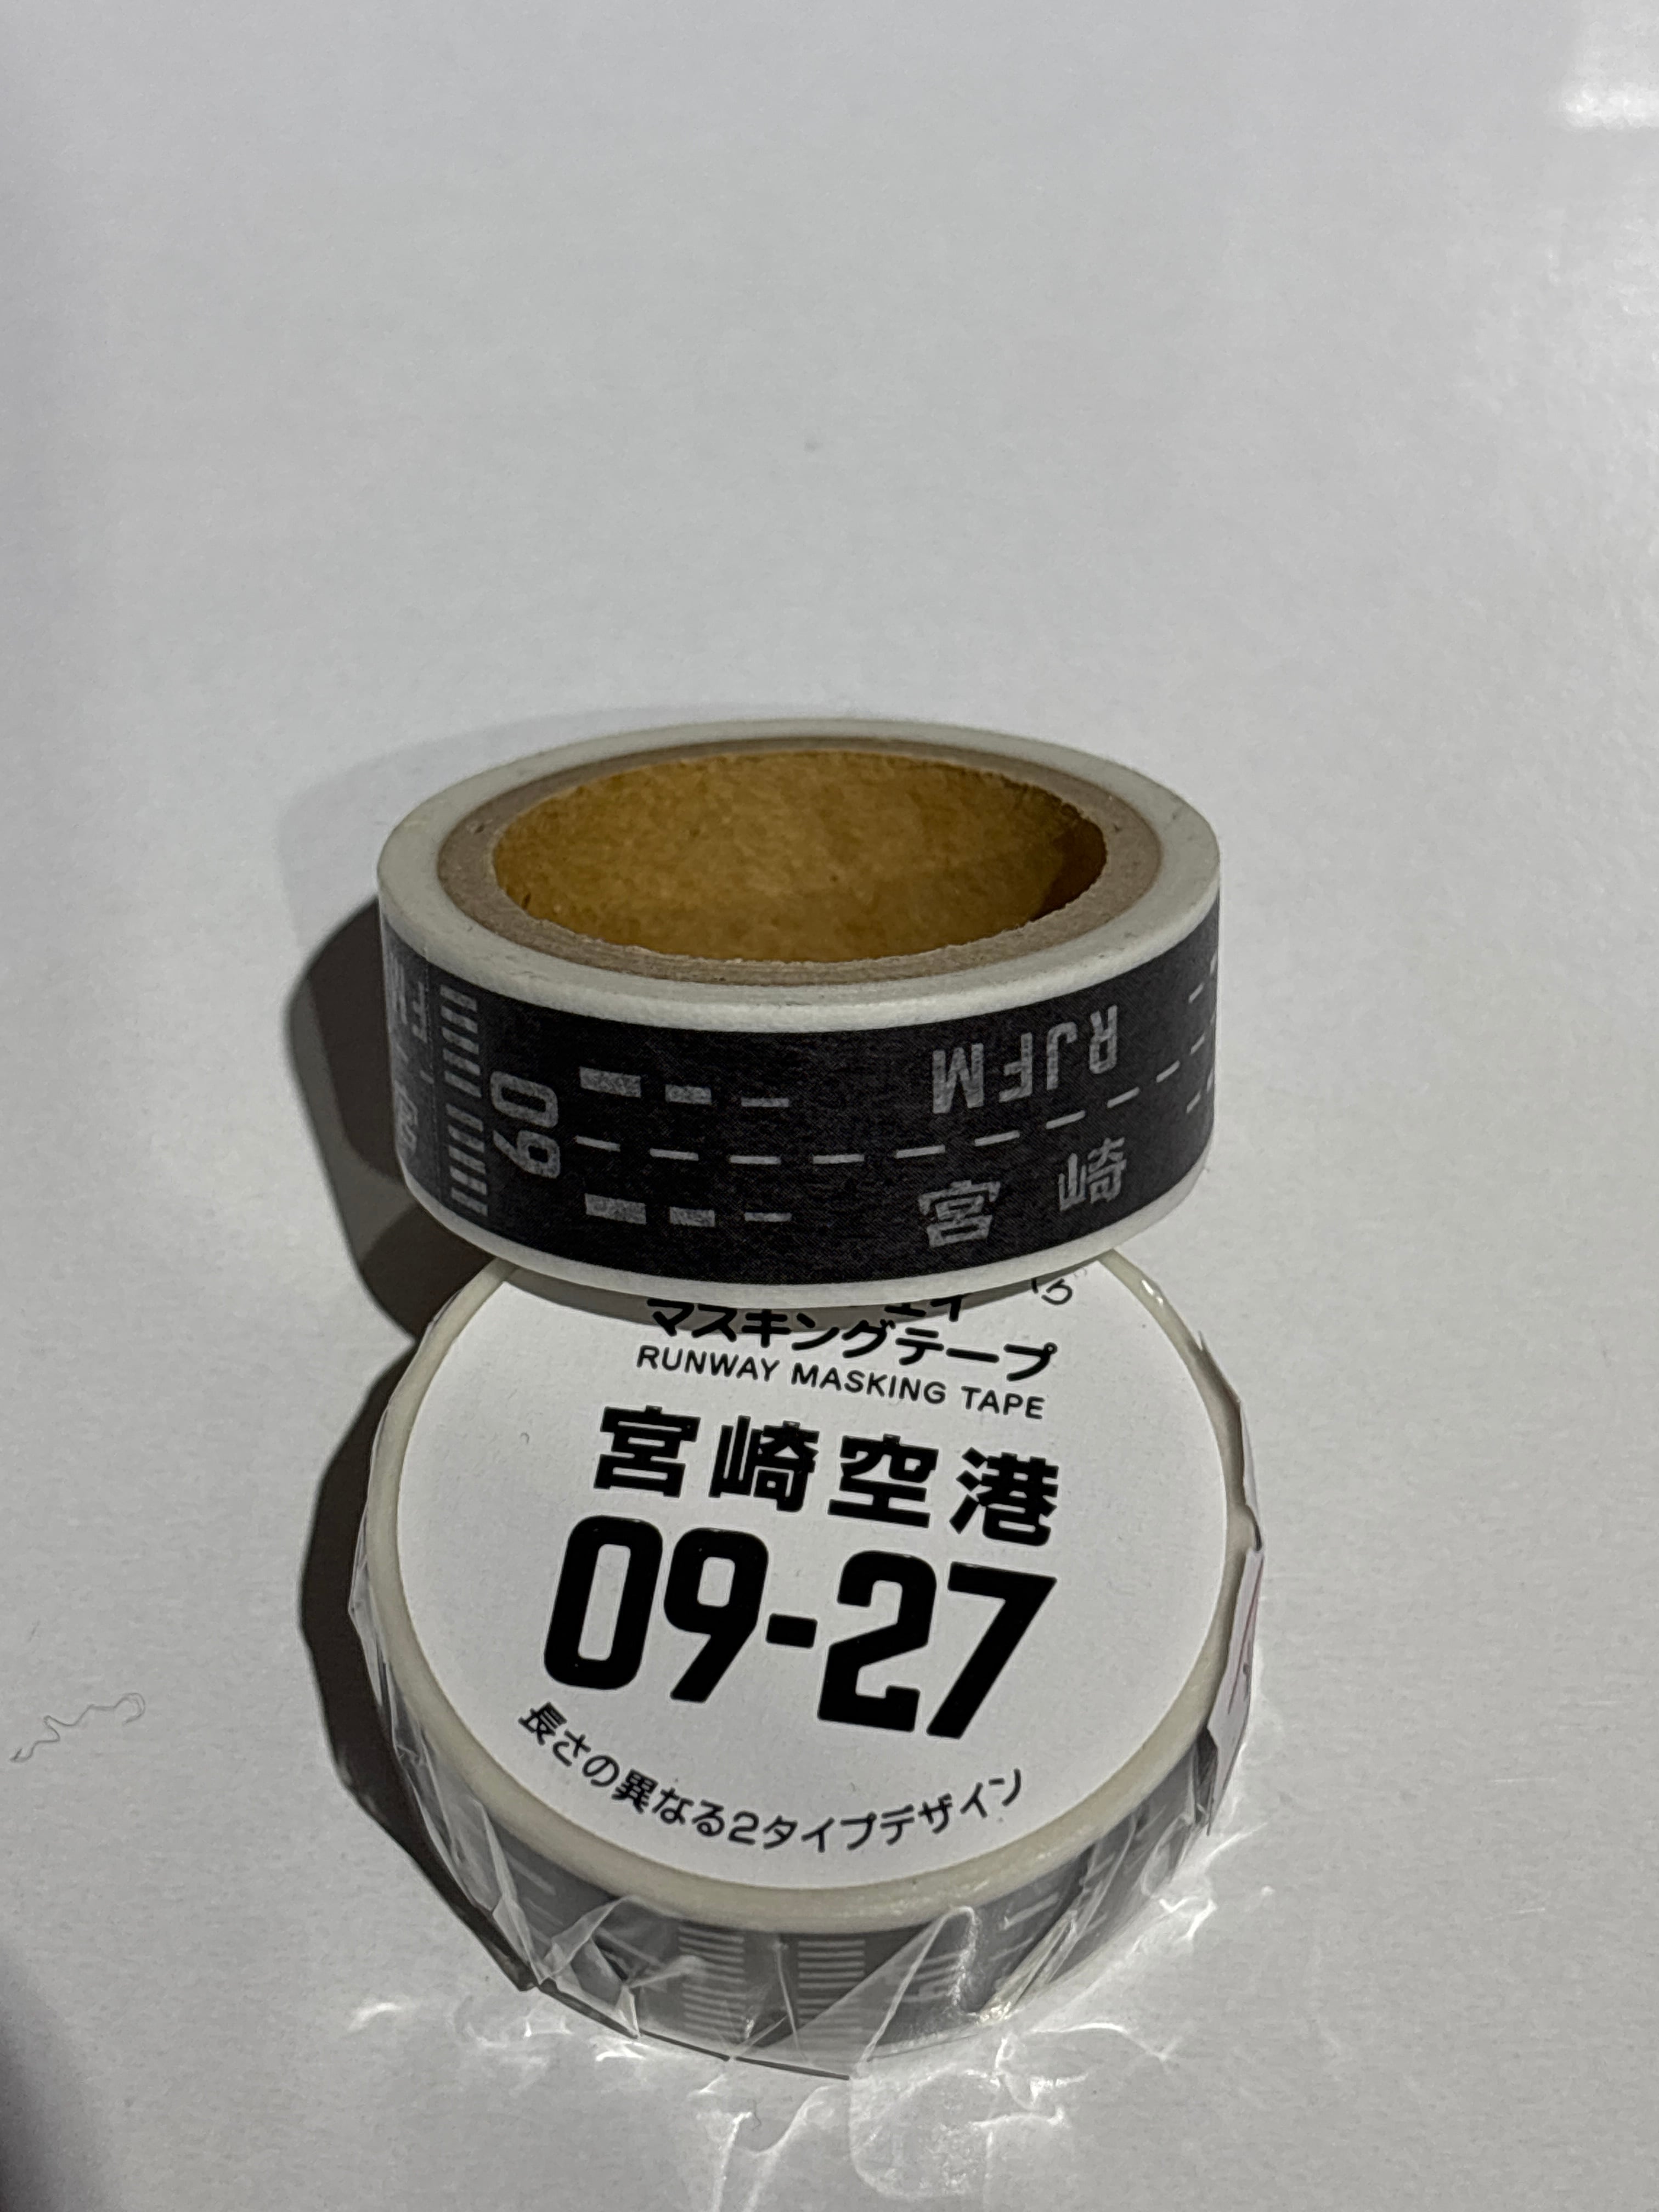 09
RJFM
宮崎
マスキングテープ
RUNWAY MASKING TAPE
宮崎空港
09-27
長さの異なる2タイプデザイン